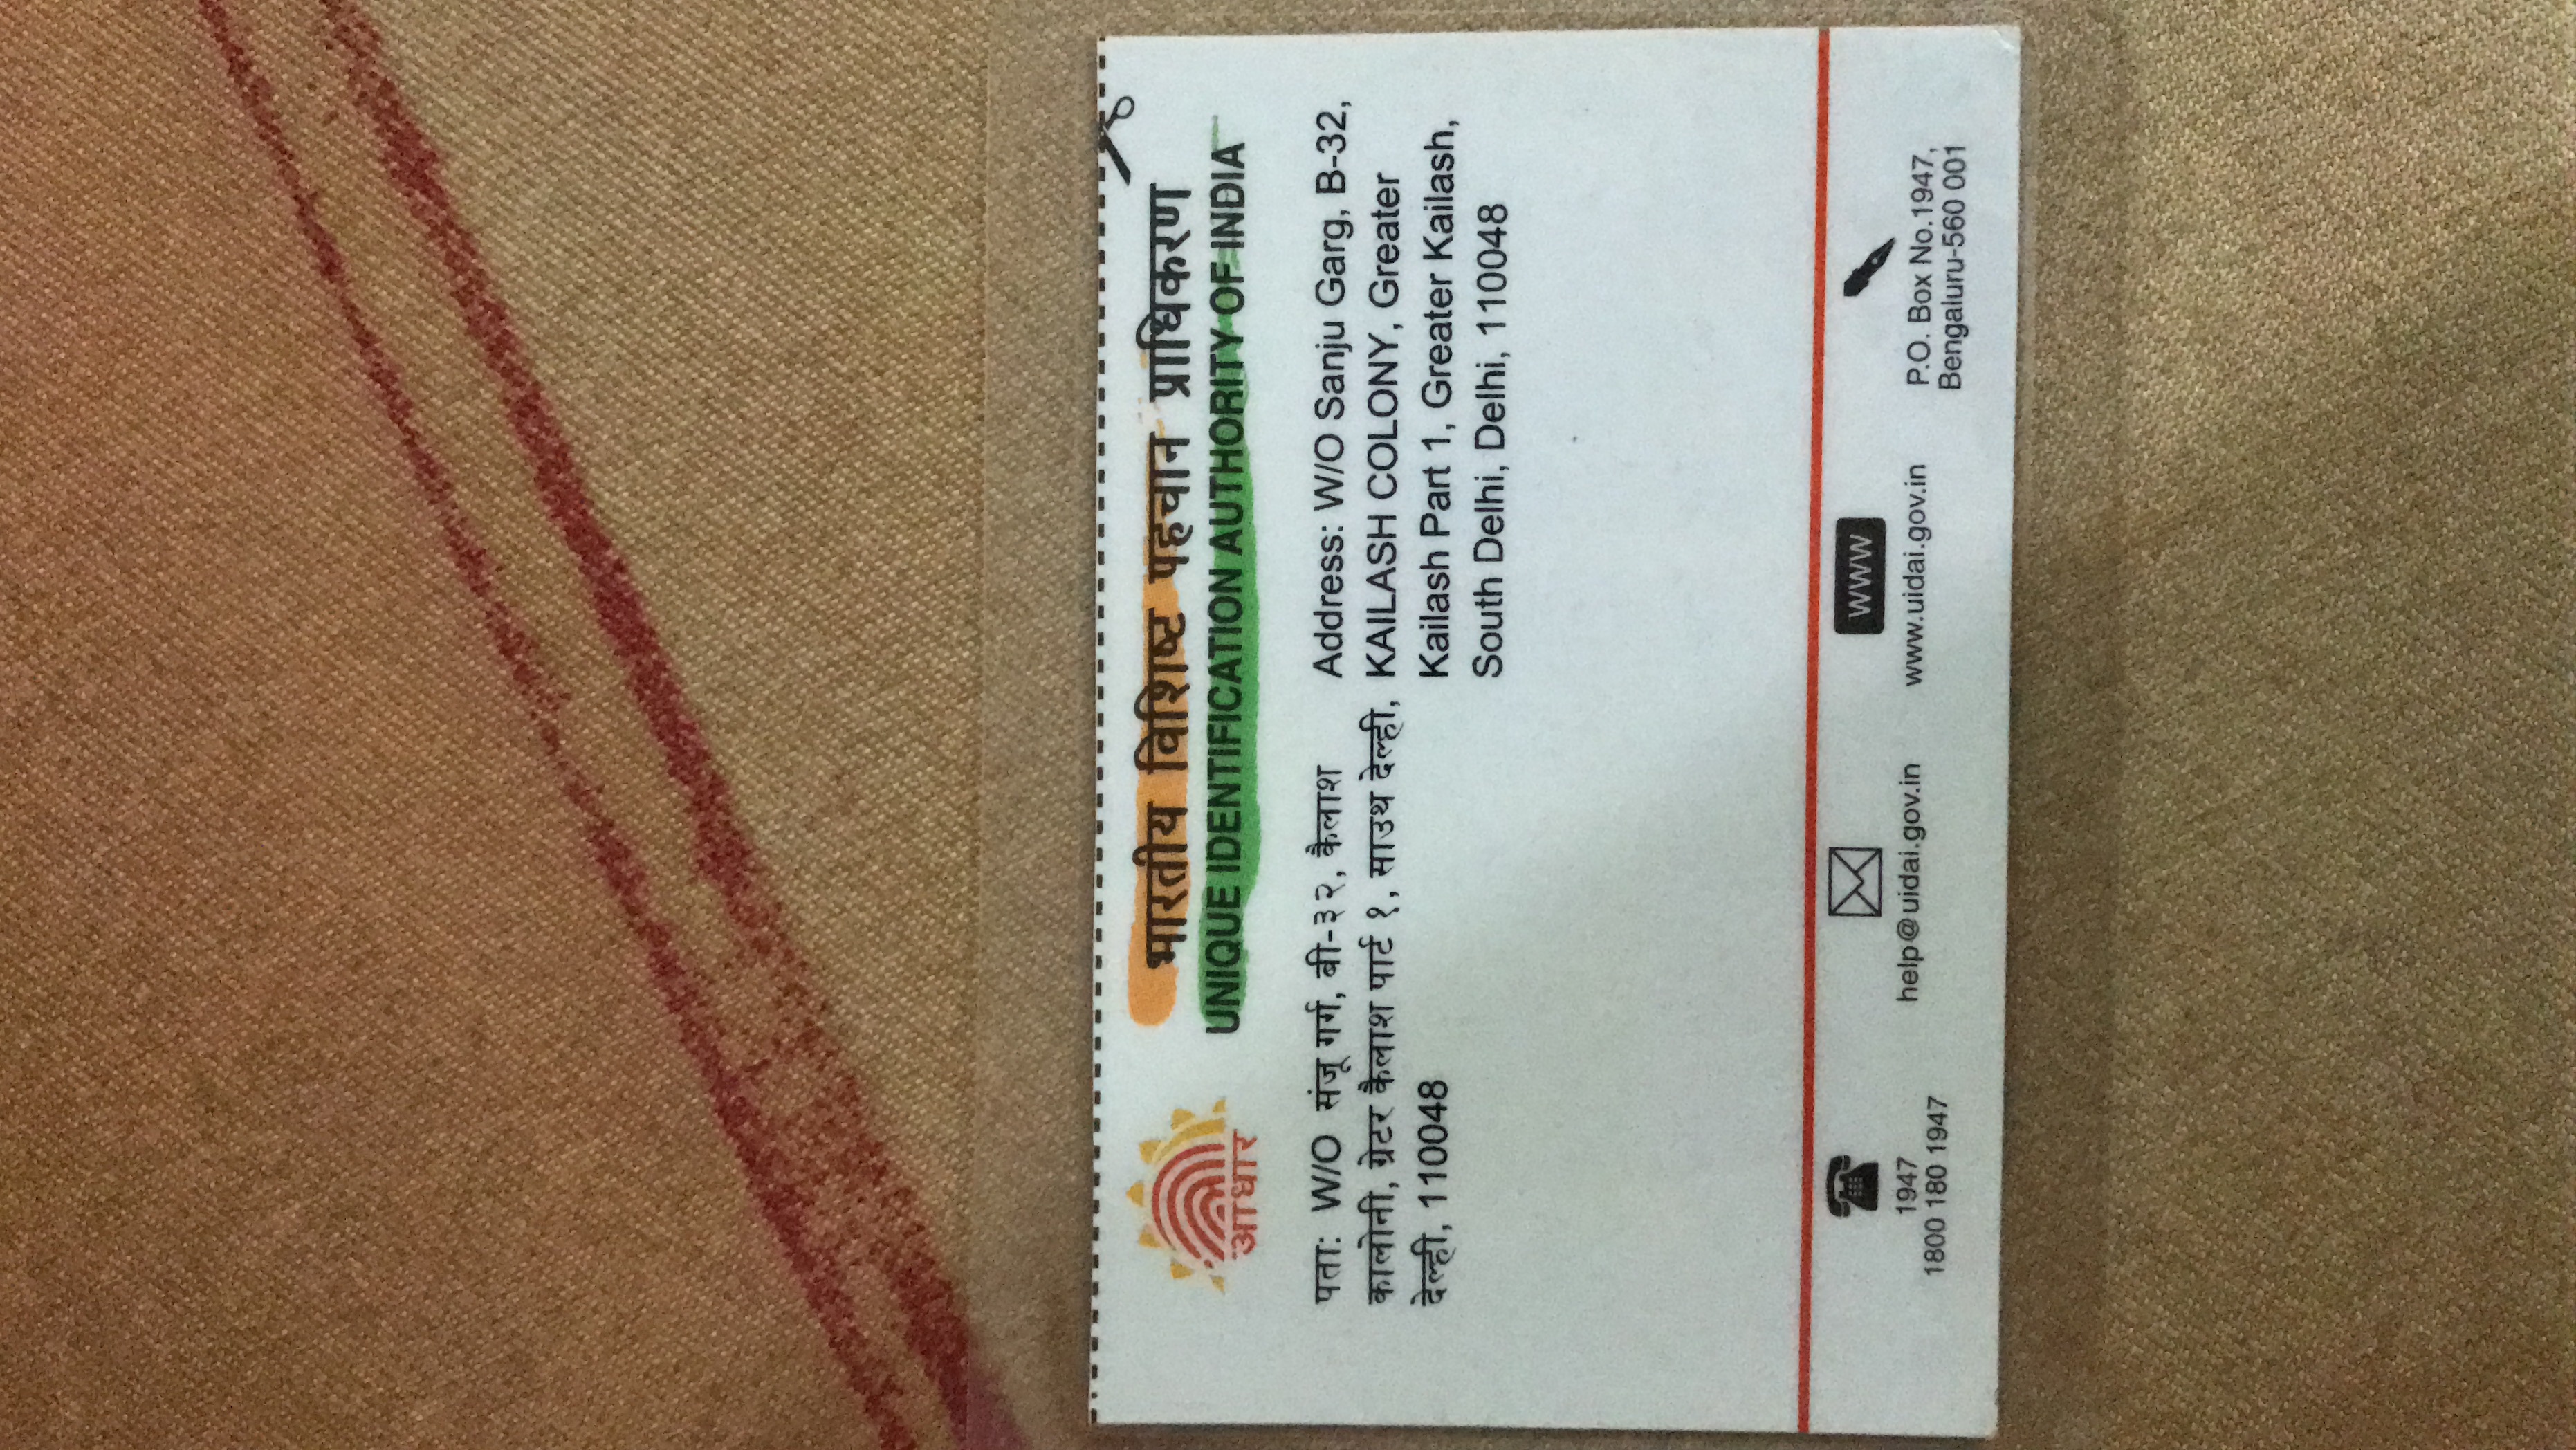 भारतीय विशिष्ट पहचान प्राधिकरण
UNIQUE IDENTIFICATION AUTHORITY OF INDIA
आधार
पता: W/O संजू गर्ग, बी-३२, कैलाश
कालोनी, ग्रेटर कैलाश पार्ट १, साउथ देल्ही,
देल्ही, 110048
Address: W/O Sanju Garg, B-32,
KAILASH COLONY, Greater
Kailash Part 1, Greater Kailash,
South Delhi, Delhi, 110048
1947
1800 180 1947
help@uidai.gov.in
WWW
www.uidai.gov.in
P.O. Box No.1947,
Bengaluru-560 001